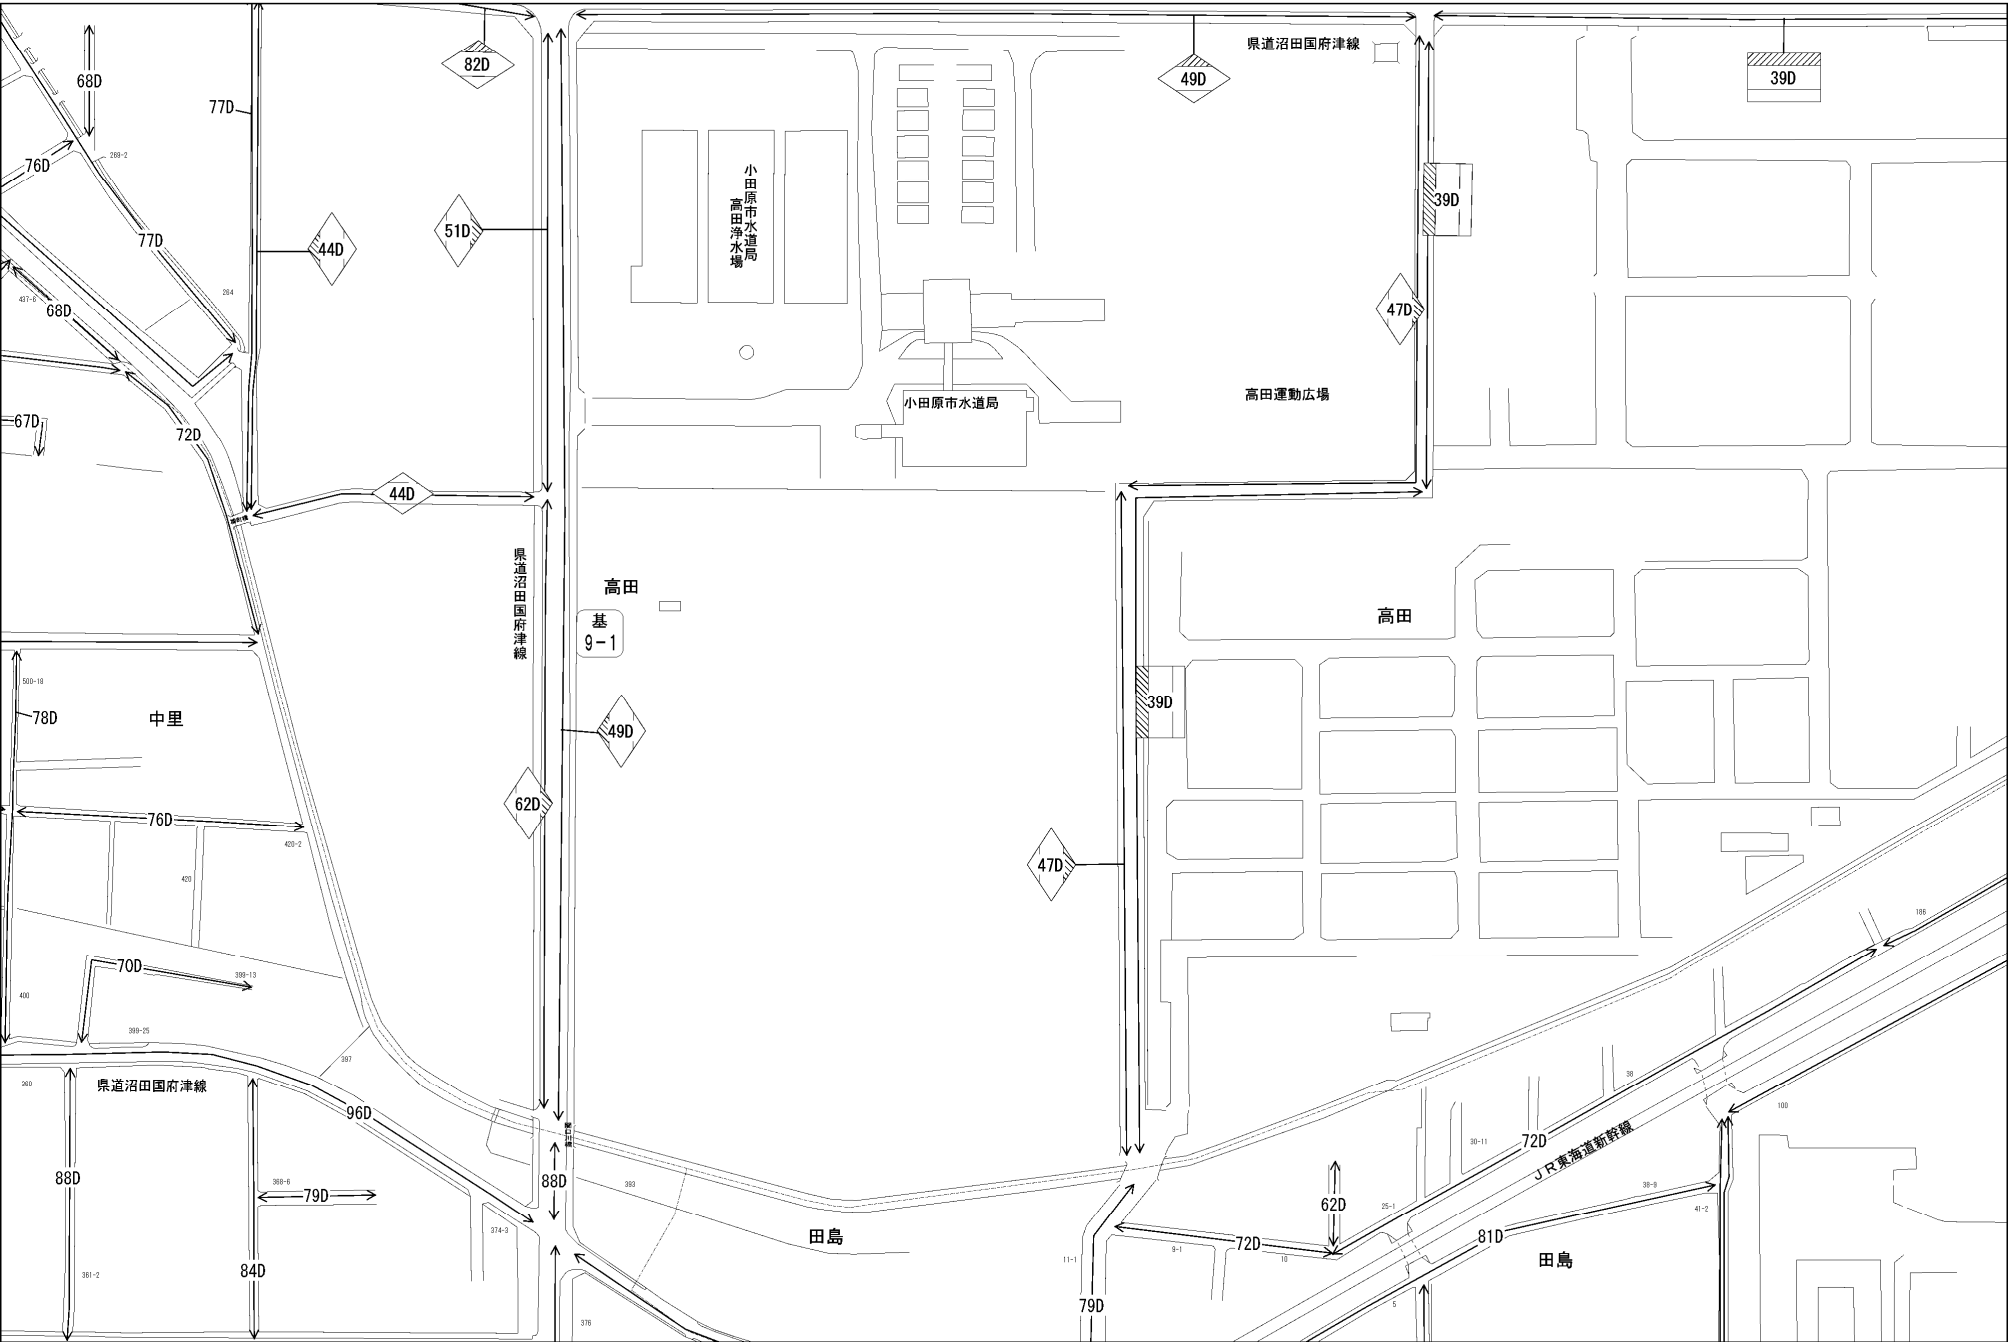 82D
49D
県道沼田国府津線
39D
68D
77D
76D
269-2
小田原市水道局
高田浄水場
39D
51D
44D
77D
264
437-6
68D
47D
高田運動広場
小田原市水道局
67D
72D
44D
県道沼田国府津線
高田
基
9-1
高田
500-18
78D
中里
49D
39D
62D
76D
420-2
420
47D
186
70D
399-13
400
399-25
397
260
県道沼田国府津線
96D
38
100
30-11
72D
JR東海道新幹線
88D
368-6
79D
88D
393
62D
38-9
25-1
41-2
374-3
田島
72D
81D
9-1
10
11-1
田島
361-2
84D
79D
5
376